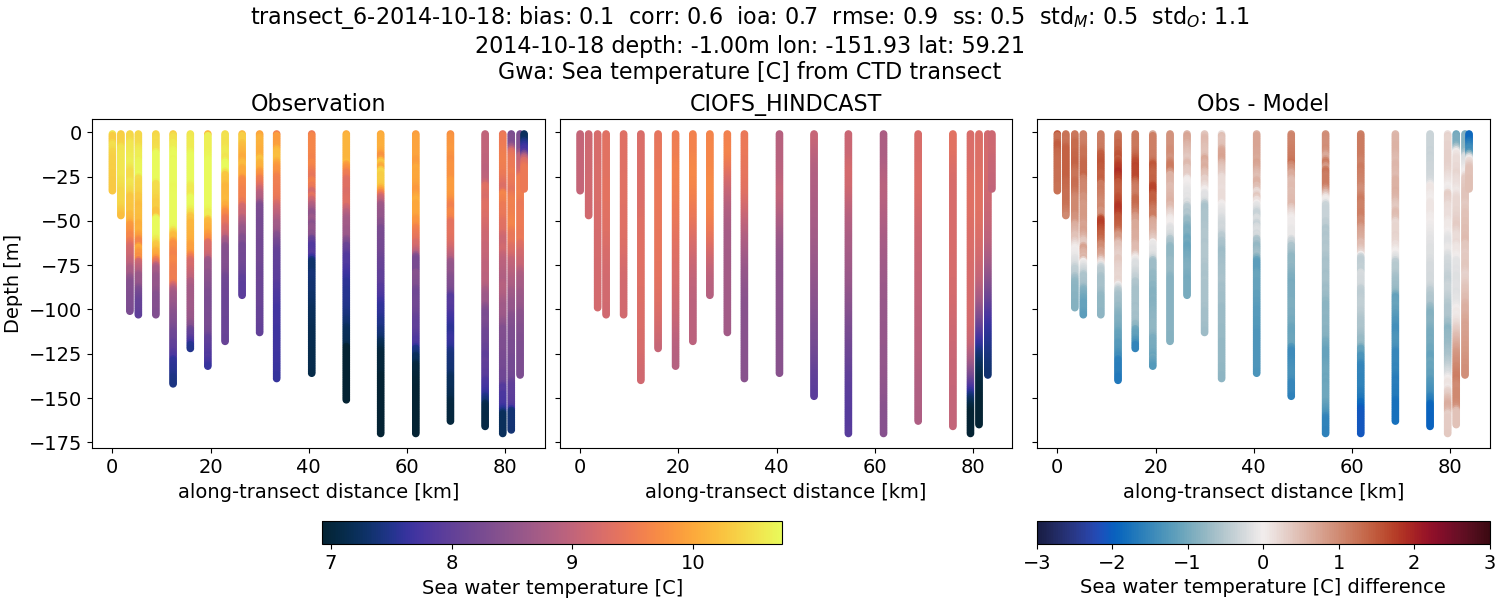 transect_6-2014-10-18: bias: 0.1  corr: 0.6  ioa: 0.7  rmse: 0.9  ss: 0.5  std_M: 0.5  std_O: 1.1
2014-10-18 depth: -1.00m lon: -151.93 lat: 59.21
Gwa: Sea temperature [C] from CTD transect
Observation
CIOFS_HINDCAST
Obs - Model
Depth [m]
0
−25
−50
−75
−100
−125
−150
−175
0 20 40 60 80
0 20 40 60 80
0 20 40 60 80
along-transect distance [km]
along-transect distance [km]
along-transect distance [km]
7 8 9 10
Sea water temperature [C]
−3 −2 −1 0 1 2 3
Sea water temperature [C] difference